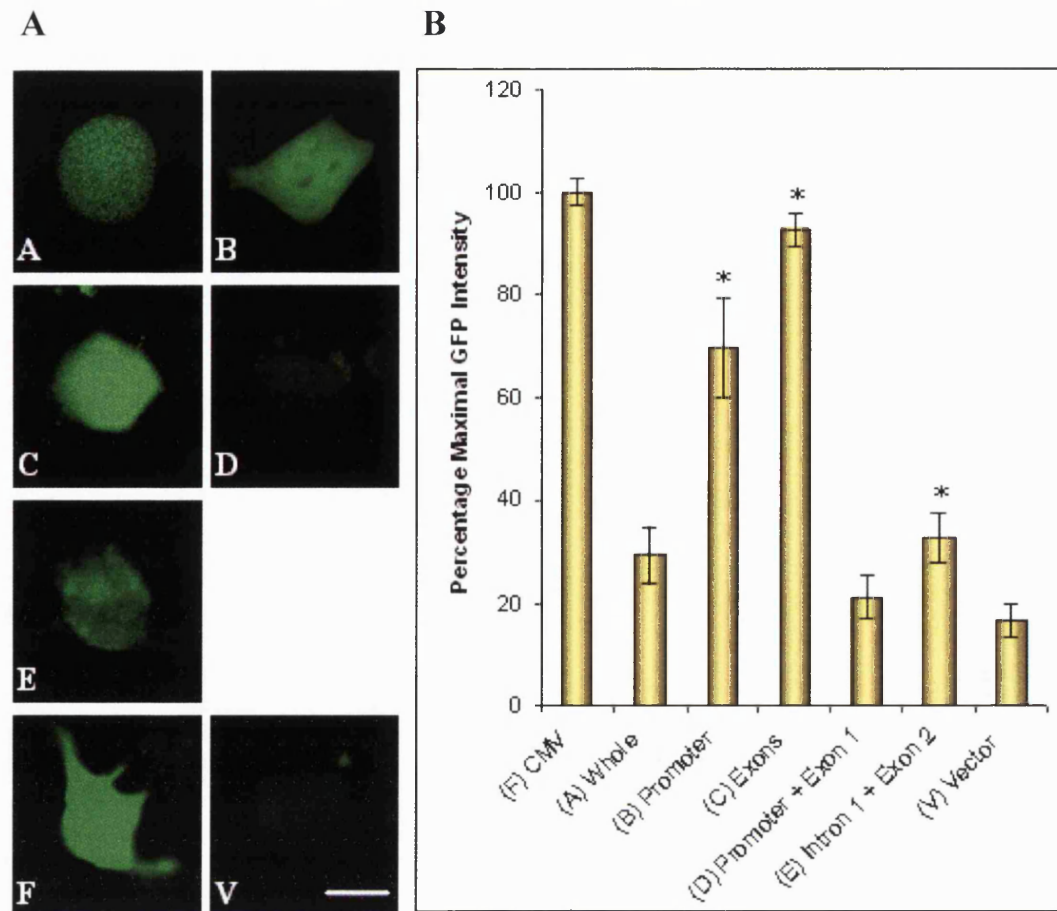 A
B
A
B
C
D
E
F
V
Percentage Maximal GFP Intensity
120
100
80
60
40
20
0
*
*
*
(F) CMV
(A) Whole
(B) Promoter
(C) Exons
(D) Promoter + Exon 1
(E) Intron 1 + Exon 2
(V) Vector